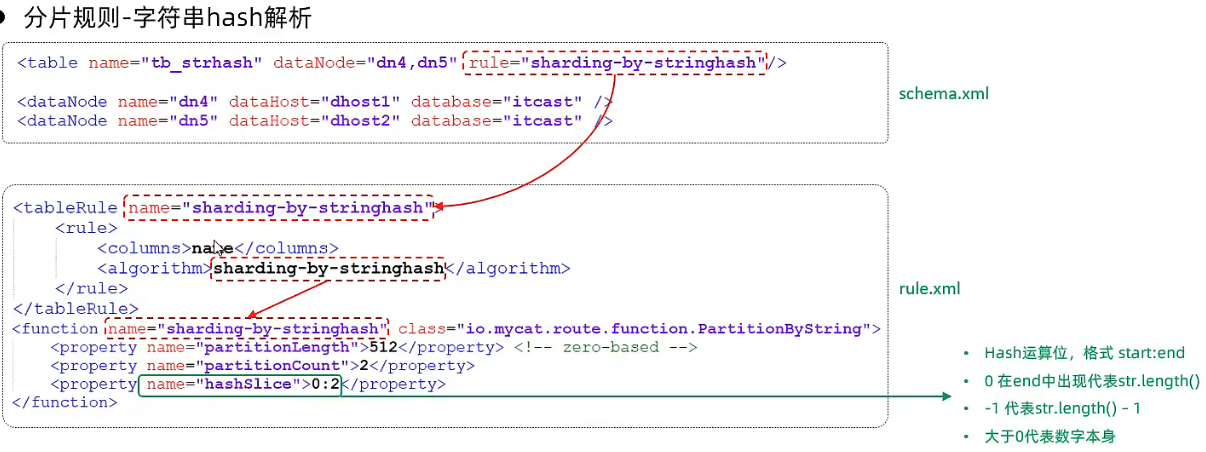 分片规则-字符串hash解析
<table name="tb_strhash" dataNode="dn4,dn5" rule="sharding-by-stringhash"/>
<dataNode name="dn4" dataHost="dhost1" database="itcast" />
<dataNode name="dn5" dataHost="dhost2" database="itcast" />
schema.xml
<tableRule name="sharding-by-stringhash">
<rule>
<columns>name</columns>
<algorithm>sharding-by-stringhash</algorithm>
</rule>
</tableRule>
<function name="sharding-by-stringhash" class="io.mycat.route.function.PartitionByString">
<property name="partitionLength">512</property> <!-- zero-based -->
<property name="partitionCount">2</property>
<property name="hashSlice">0:2</property>
</function>
rule.xml
• Hash运算位，格式 start:end
• 0 在end中出现代表str.length()
• -1 代表str.length() – 1
• 大于0代表数字本身